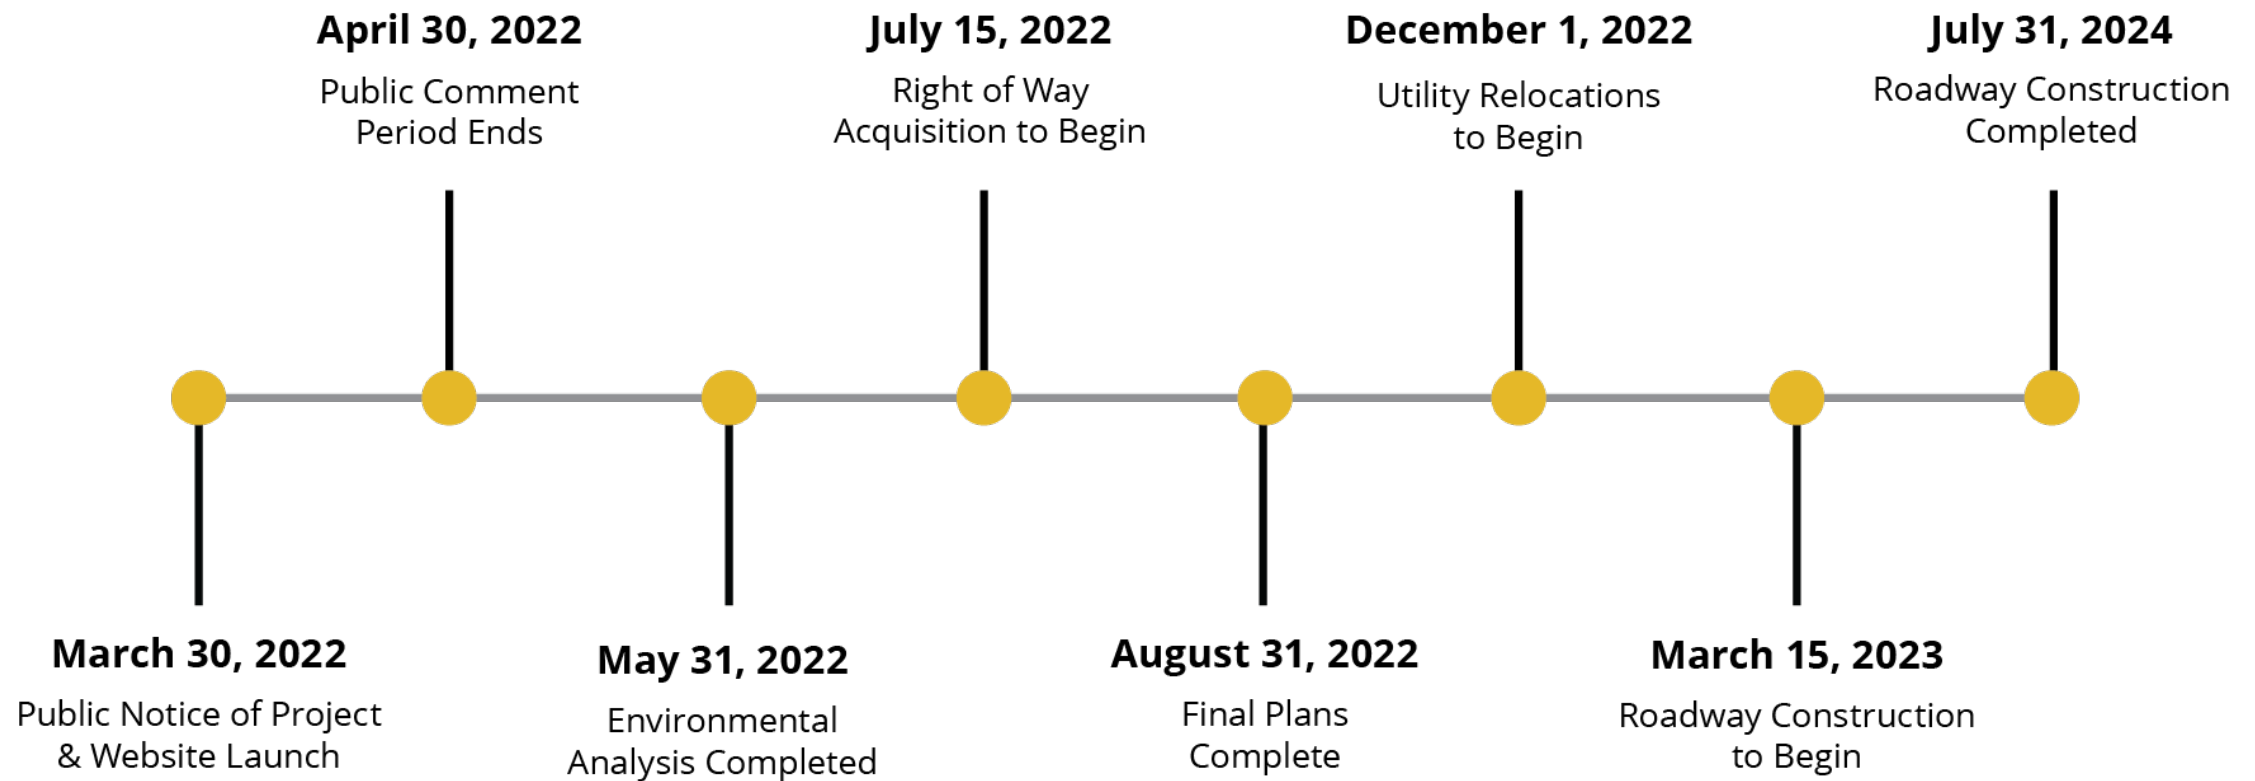 April 30, 2022
Public Comment
Period Ends
July 15, 2022
Right of Way
Acquisition to Begin
December 1, 2022
Utility Relocations
to Begin
July 31, 2024
Roadway Construction
Completed
March 30, 2022
Public Notice of Project
& Website Launch
May 31, 2022
Environmental
Analysis Completed
August 31, 2022
Final Plans
Complete
March 15, 2023
Roadway Construction
to Begin